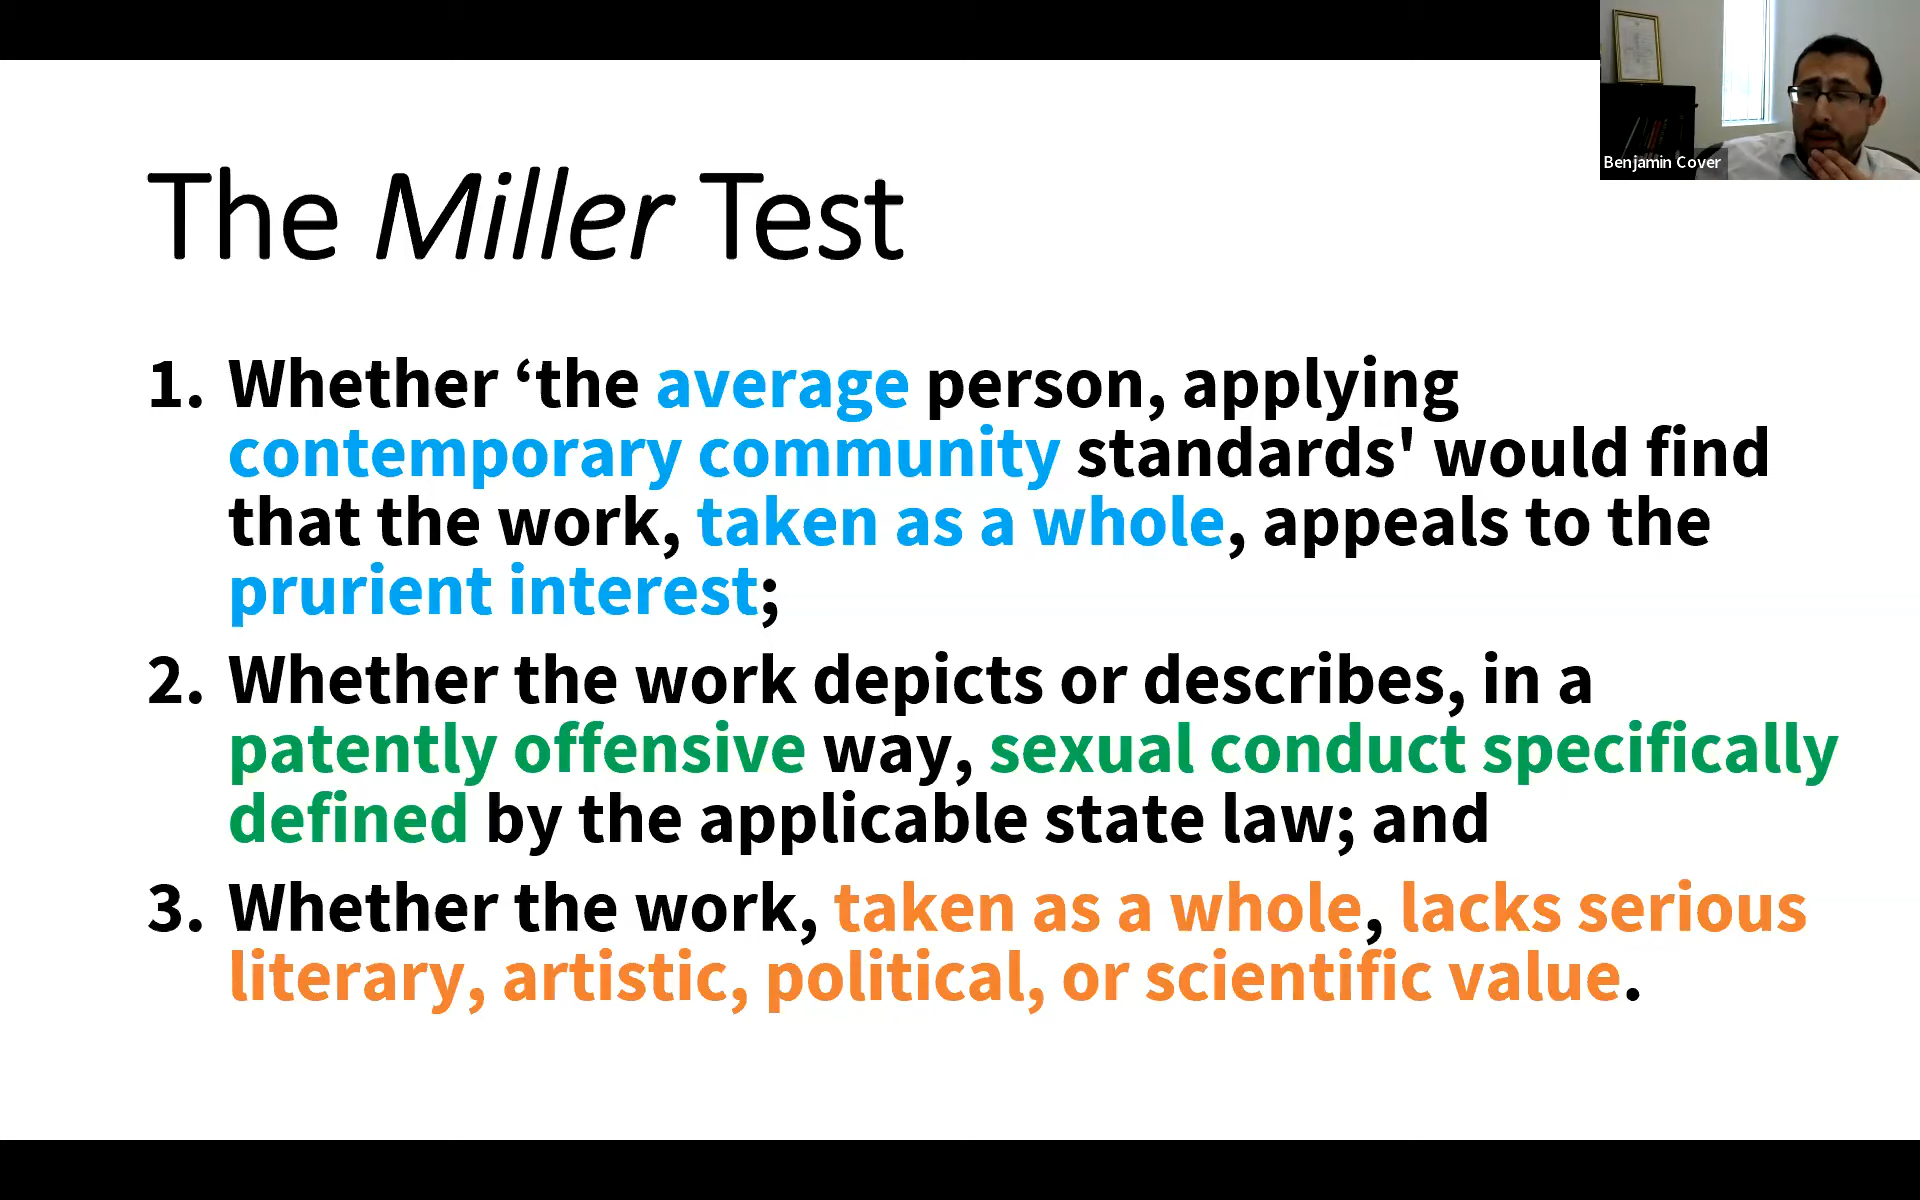 Benjamin Cover
The Miller Test
1. Whether ‘the average person, applying
contemporary community standards' would find
that the work, taken as a whole, appeals to the
prurient interest;
2. Whether the work depicts or describes, in a
patently offensive way, sexual conduct specifically
defined by the applicable state law; and
3. Whether the work, taken as a whole, lacks serious
literary, artistic, political, or scientific value.